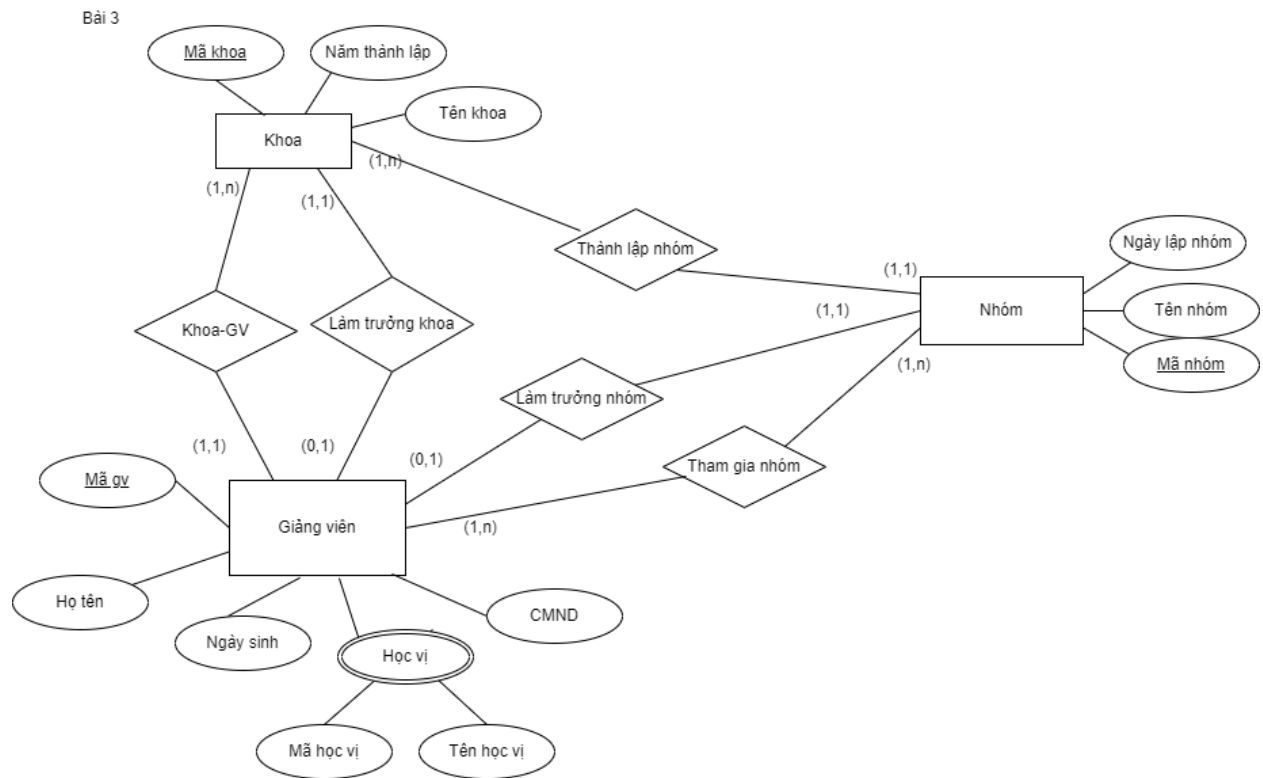 Bài 3
Mã khoa
Năm thành lập
Tên khoa
Khoa
(1,n)
(1,n)
(1,1)
Thành lập nhóm
Ngày lập nhóm
(1,1)
(1,1)
Nhóm
Tên nhóm
Khoa-GV
Làm trưởng khoa
(1,n)
Mã nhóm
Làm trưởng nhóm
(1,1)
(0,1)
(0,1)
Tham gia nhóm
Mã gv
Giảng viên
(1,n)
Họ tên
CMND
Ngày sinh
Học vị
Mã học vị
Tên học vị